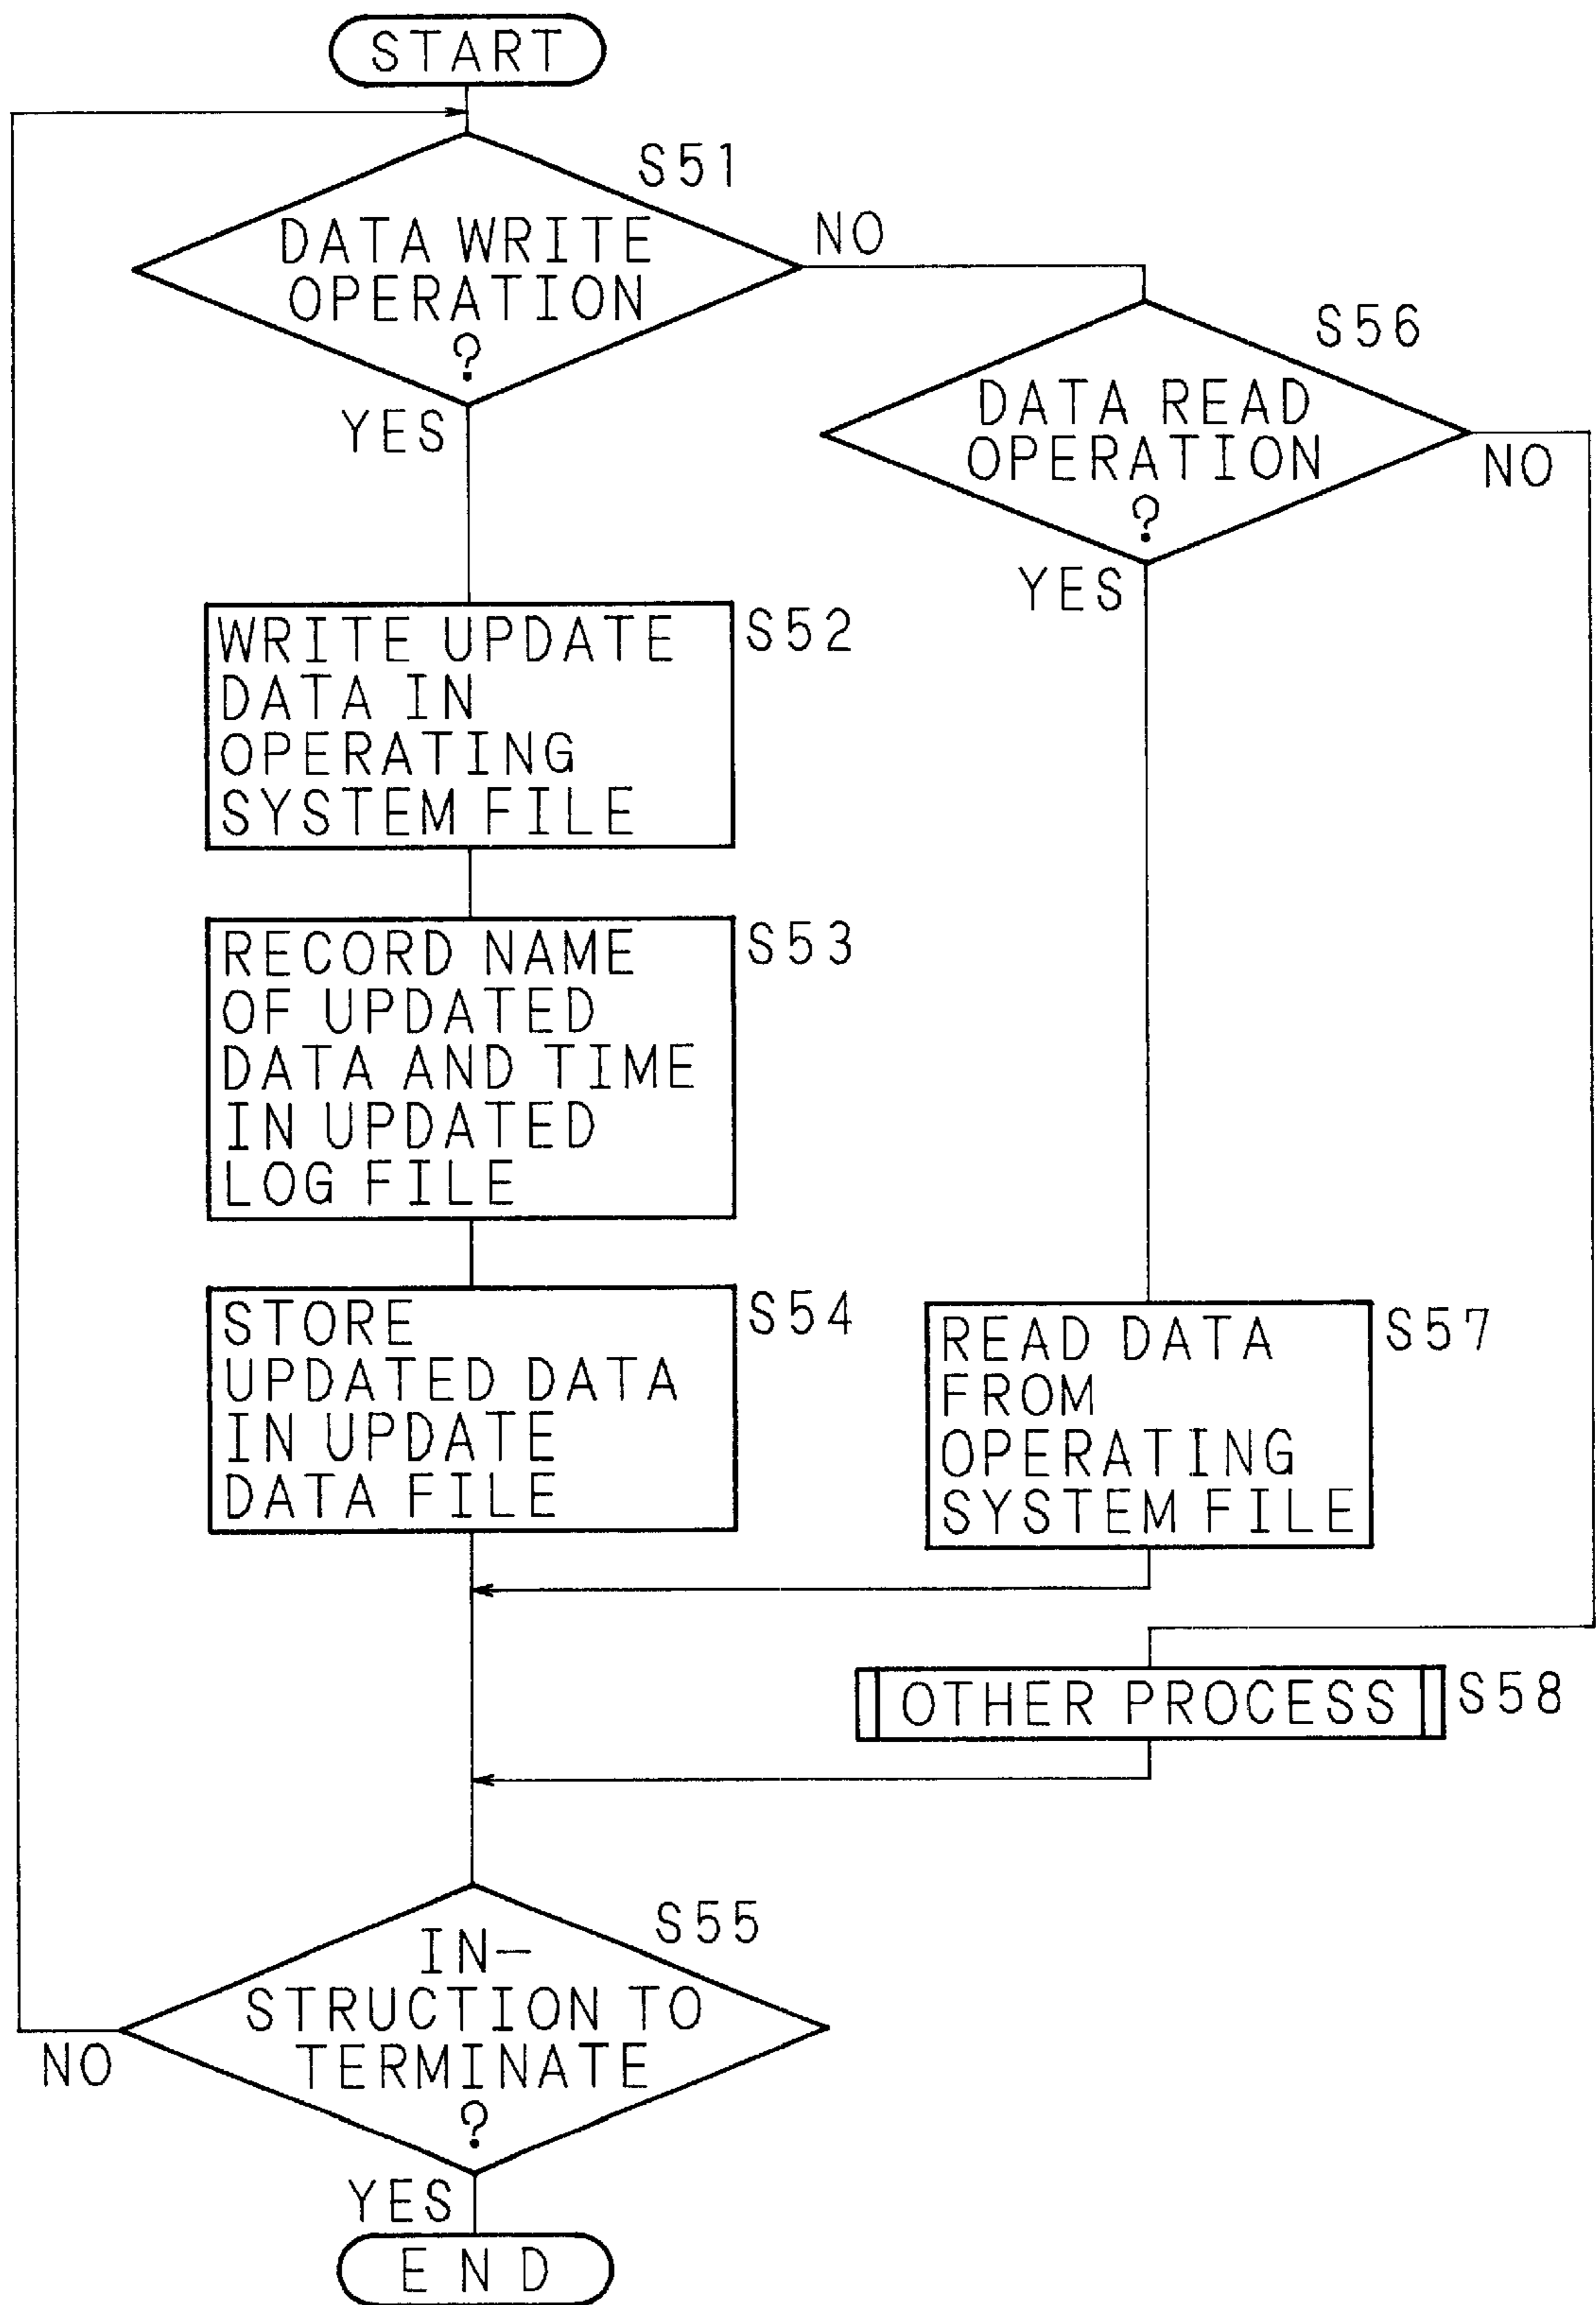 START
S51
DATA WRITE
OPERATION
?
NO
YES
S56
DATA READ
OPERATION
?
NO
YES
WRITE UPDATE
DATA IN
OPERATING
SYSTEM FILE
S52
RECORD NAME
OF UPDATED
DATA AND TIME
IN UPDATED
LOG FILE
S53
STORE
UPDATED DATA
IN UPDATE
DATA FILE
S54
READ DATA
FROM
OPERATING
SYSTEM FILE
S57
OTHER PROCESS
S58
S55
IN-
STRUCTION TO
TERMINATE
?
NO
YES
END